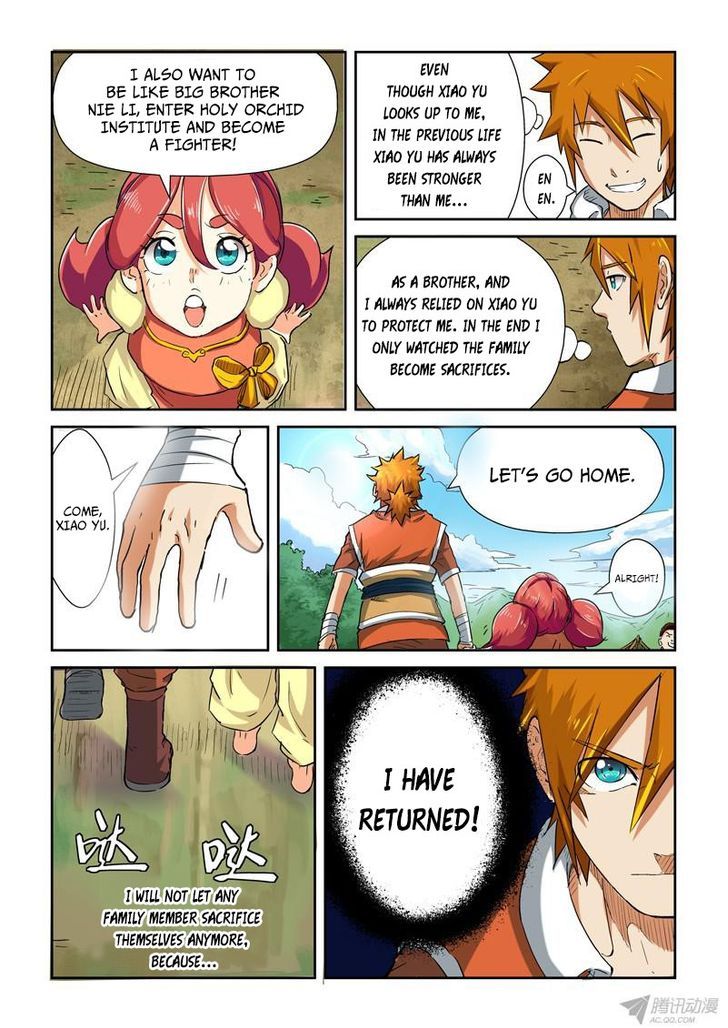 I ALSO WANT TO
BE LIKE BIG BROTHER
NIE LI, ENTER HOLY ORCHID
INSTITUTE AND BECOME
A FIGHTER!
EVEN
THOUGH XIAO YU
LOOKS UP TO ME,
IN THE PREVIOUS LIFE
XIAO YU HAS ALWAYS
BEEN STRONGER
THAN ME...
EN
EN.
AS A BROTHER, AND
I ALWAYS RELIED ON XIAO YU
TO PROTECT ME. IN THE END I
ONLY WATCHED THE FAMILY
BECOME SACRIFICES.
COME,
XIAO YU.
LET'S GO HOME.
ALRIGHT!
哒 哒
I WILL NOT LET ANY
FAMILY MEMBER SACRIFICE
THEMSELVES ANYMORE,
BECAUSE...
I HAVE
RETURNED!
腾讯动漫
AC.QQ.COM